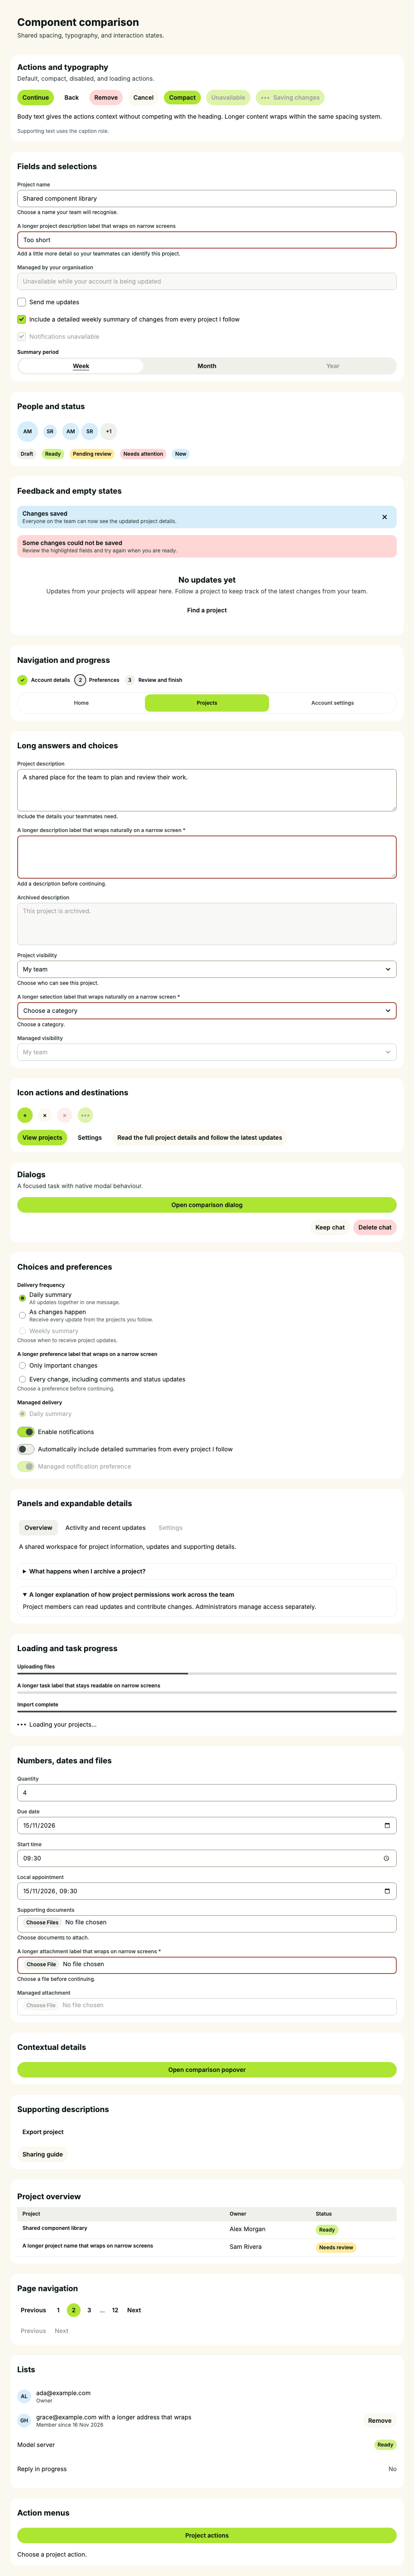 Component comparison
Shared spacing, typography, and interaction states.
Actions and typography
Default, compact, disabled, and loading actions.
Continue Back Remove Cancel Compact Unavailable Saving changes
Body text gives the actions context without competing with the heading. Longer content wraps within the same spacing system.
Supporting text uses the caption role.
Fields and selections
Project name
Shared component library
Choose a name your team will recognise.
A longer project description label that wraps on narrow screens
Too short
Add a little more detail so your teammates can identify this project.
Managed by your organisation
Unavailable while your account is being updated
Send me updates
Include a detailed weekly summary of changes from every project I follow
Notifications unavailable
Summary period
Week Month Year
People and status
AM SR AM SR +1
Draft Ready Pending review Needs attention New
Feedback and empty states
Changes saved
Everyone on the team can now see the updated project details.
Some changes could not be saved
Review the highlighted fields and try again when you are ready.
No updates yet
Updates from your projects will appear here. Follow a project to keep track of the latest changes from your team.
Find a project
Navigation and progress
Account details 2 Preferences 3 Review and finish
Home Projects Account settings
Long answers and choices
Project description
A shared place for the team to plan and review their work.
Include the details your teammates need.
A longer description label that wraps naturally on a narrow screen *
Add a description before continuing.
Archived description
This project is archived.
Project visibility
My team
Choose who can see this project.
A longer selection label that wraps naturally on a narrow screen *
Choose a category
Choose a category.
Managed visibility
My team
Icon actions and destinations
View projects Settings Read the full project details and follow the latest updates
Dialogs
A focused task with native modal behaviour.
Open comparison dialog
Keep chat Delete chat
Choices and preferences
Delivery frequency
Daily summary
All updates together in one message.
As changes happen
Receive every update from the projects you follow.
Weekly summary
Choose when to receive project updates.
A longer preference label that wraps on a narrow screen
Only important changes
Every change, including comments and status updates
Choose a preference before continuing.
Managed delivery
Daily summary
Enable notifications
Automatically include detailed summaries from every project I follow
Managed notification preference
Panels and expandable details
Overview Activity and recent updates Settings
A shared workspace for project information, updates and supporting details.
What happens when I archive a project?
A longer explanation of how project permissions work across the team
Project members can read updates and contribute changes. Administrators manage access separately.
Loading and task progress
Uploading files
A longer task label that stays readable on narrow screens
Import complete
Loading your projects...
Numbers, dates and files
Quantity
4
Due date
15/11/2026
Start time
09:30
Local appointment
15/11/2026, 09:30
Supporting documents
Choose Files No file chosen
Choose documents to attach.
A longer attachment label that wraps on narrow screens *
Choose File No file chosen
Choose a file before continuing.
Managed attachment
Choose File No file chosen
Contextual details
Open comparison popover
Supporting descriptions
Export project
Sharing guide
Project overview
Project Owner Status
Shared component library Alex Morgan Ready
A longer project name that wraps on narrow screens Sam Rivera Needs review
Page navigation
Previous 1 2 3 ... 12 Next
Previous Next
Lists
AL ada@example.com
Owner
GH grace@example.com with a longer address that wraps
Member since 16 Nov 2026
Remove
Model server Ready
Reply in progress No
Action menus
Project actions
Choose a project action.